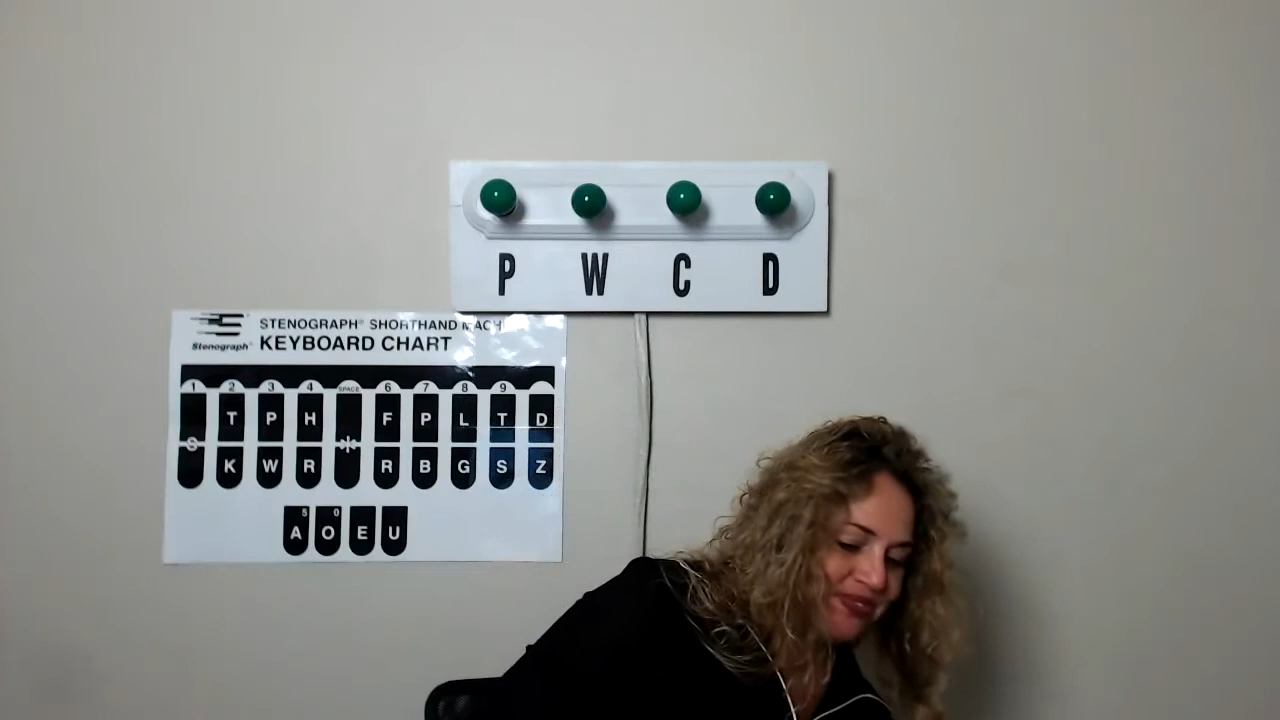 P W C D
STENOGRAPH® SHORTHAND MACH
Stenograph® KEYBOARD CHART
1 2 3 4 SPACE 6 7 8 9
S T P H * F P L T D
K W R R B G S Z
5 0
A O E U